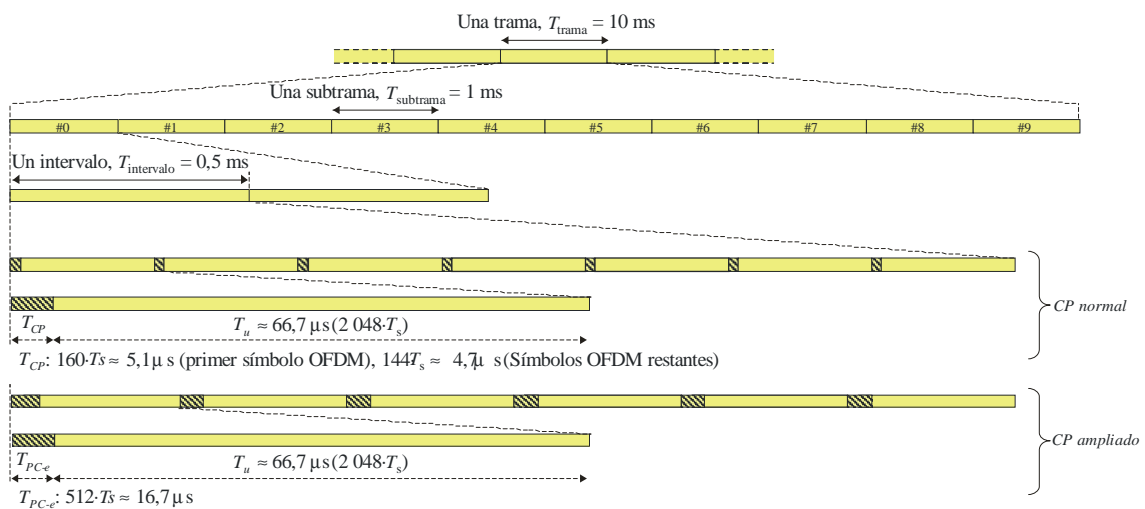 Una trama, T_trama = 10 ms
Una subtrama, T_subtrama = 1 ms
#0 #1 #2 #3 #4 #5 #6 #7 #8 #9
Un intervalo, T_intervalo = 0,5 ms
CP normal
T_CP T_u ≈ 66,7 µs (2 048·T_s)
T_CP: 160·Ts ≈ 5,1 µs (primer símbolo OFDM), 144T_s ≈ 4,7µ s (Símbolos OFDM restantes)
CP ampliado
T_PC-e T_u ≈ 66,7 µs (2 048·T_s)
T_PC-e: 512·Ts ≈ 16,7 µs